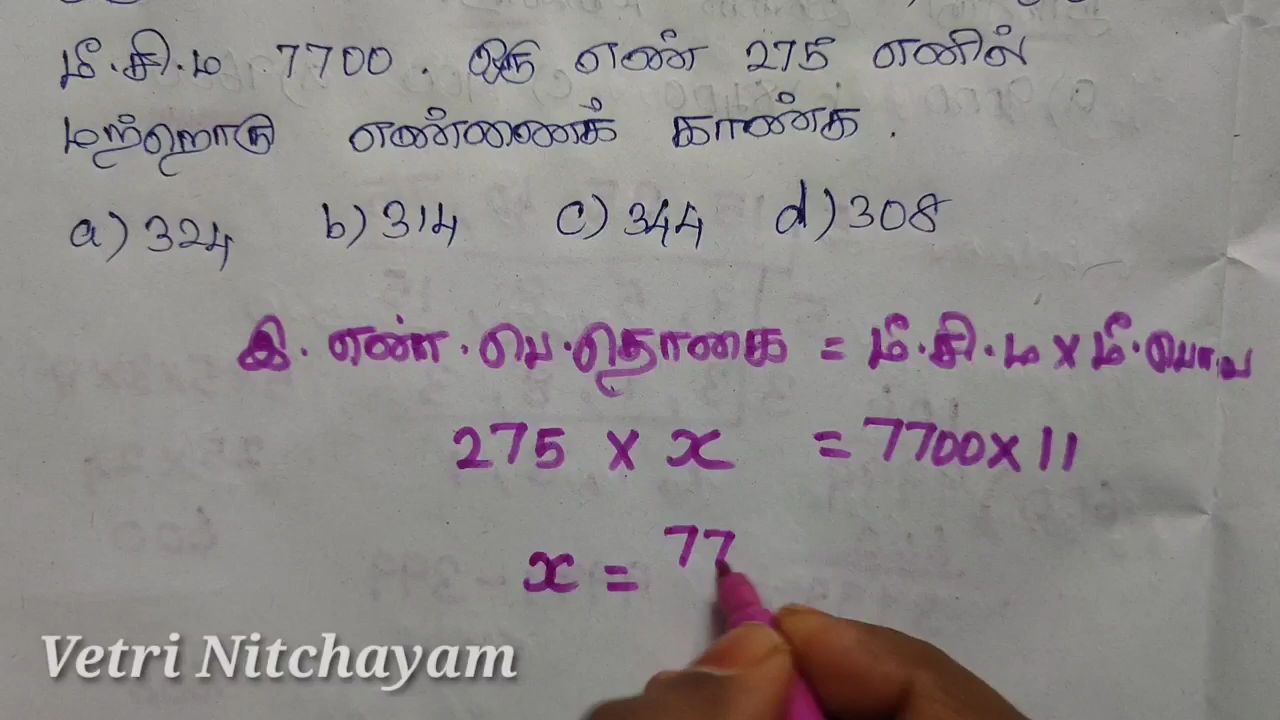 மீ.சி.ம 7700. ஒரு எண் 275 எனில்
மற்றொரு எண்ணைக் காண்க.
a) 324 b) 314 c) 344 d) 308
இ. எண். பெ. தொகை = மீ.சி.ம x மீ.பொ.வ
275 x x = 7700 x 11
x = 77
Vetri Nitchayam